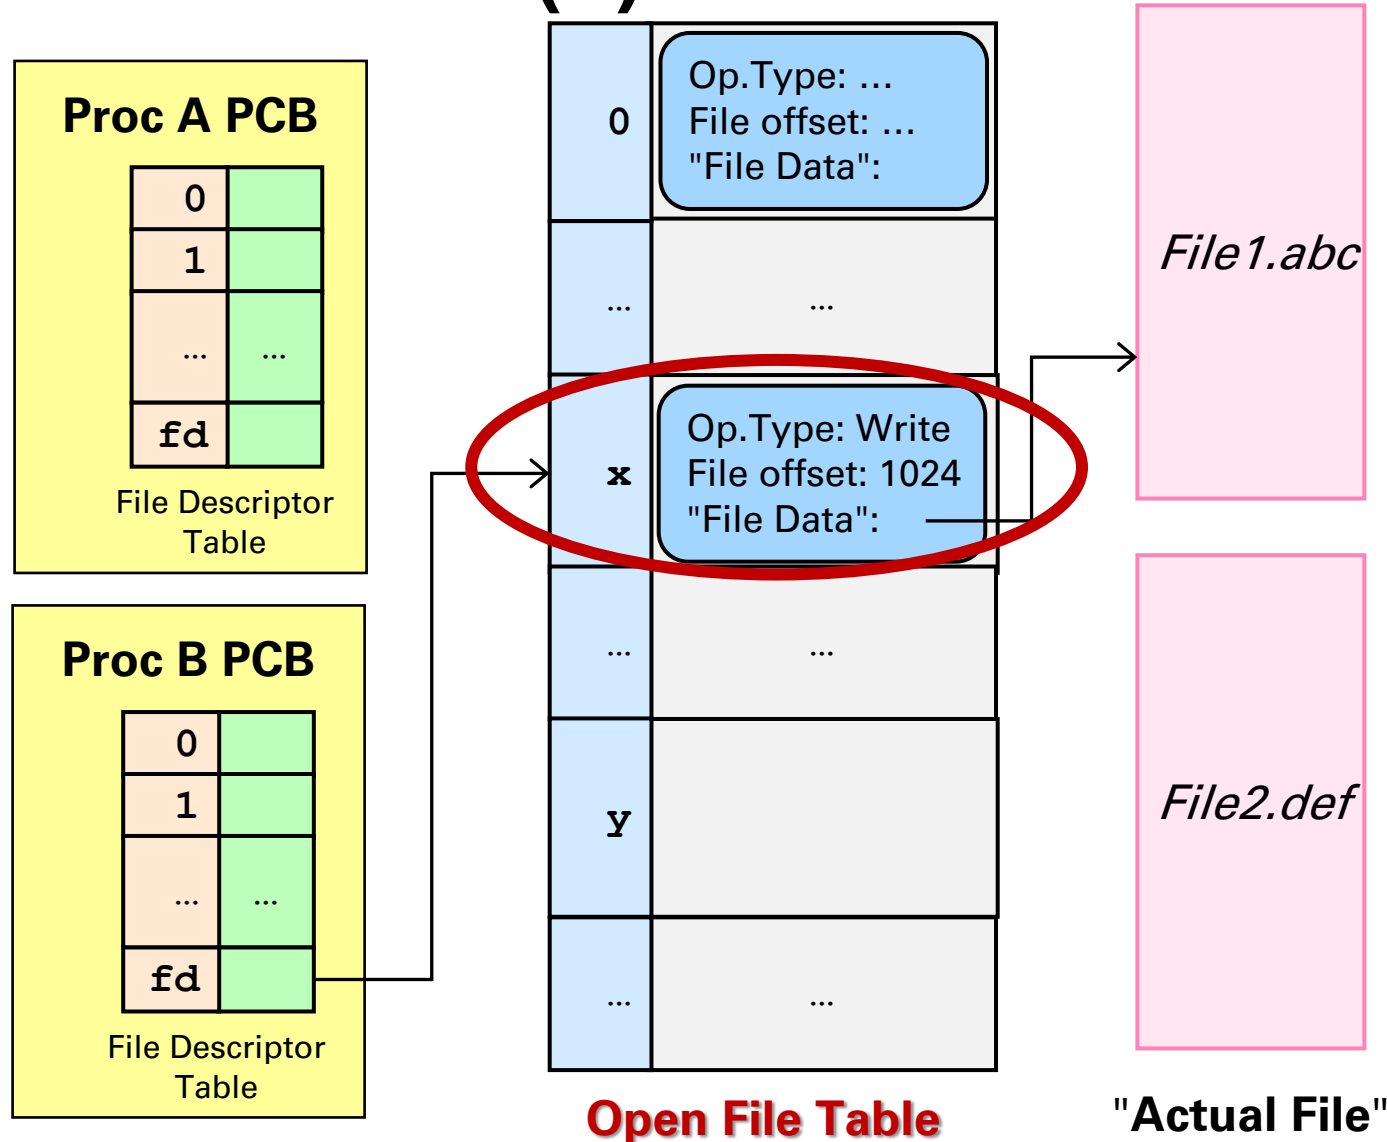 Proc A PCB
0
1
... ...
fd
File Descriptor
Table
Proc B PCB
0
1
... ...
fd
File Descriptor
Table
0
Op.Type: ...
File offset: ...
"File Data":
... ...
x
Op.Type: Write
File offset: 1024
"File Data":
... ...
y
... ...
Open File Table
File1.abc
File2.def
"Actual File"